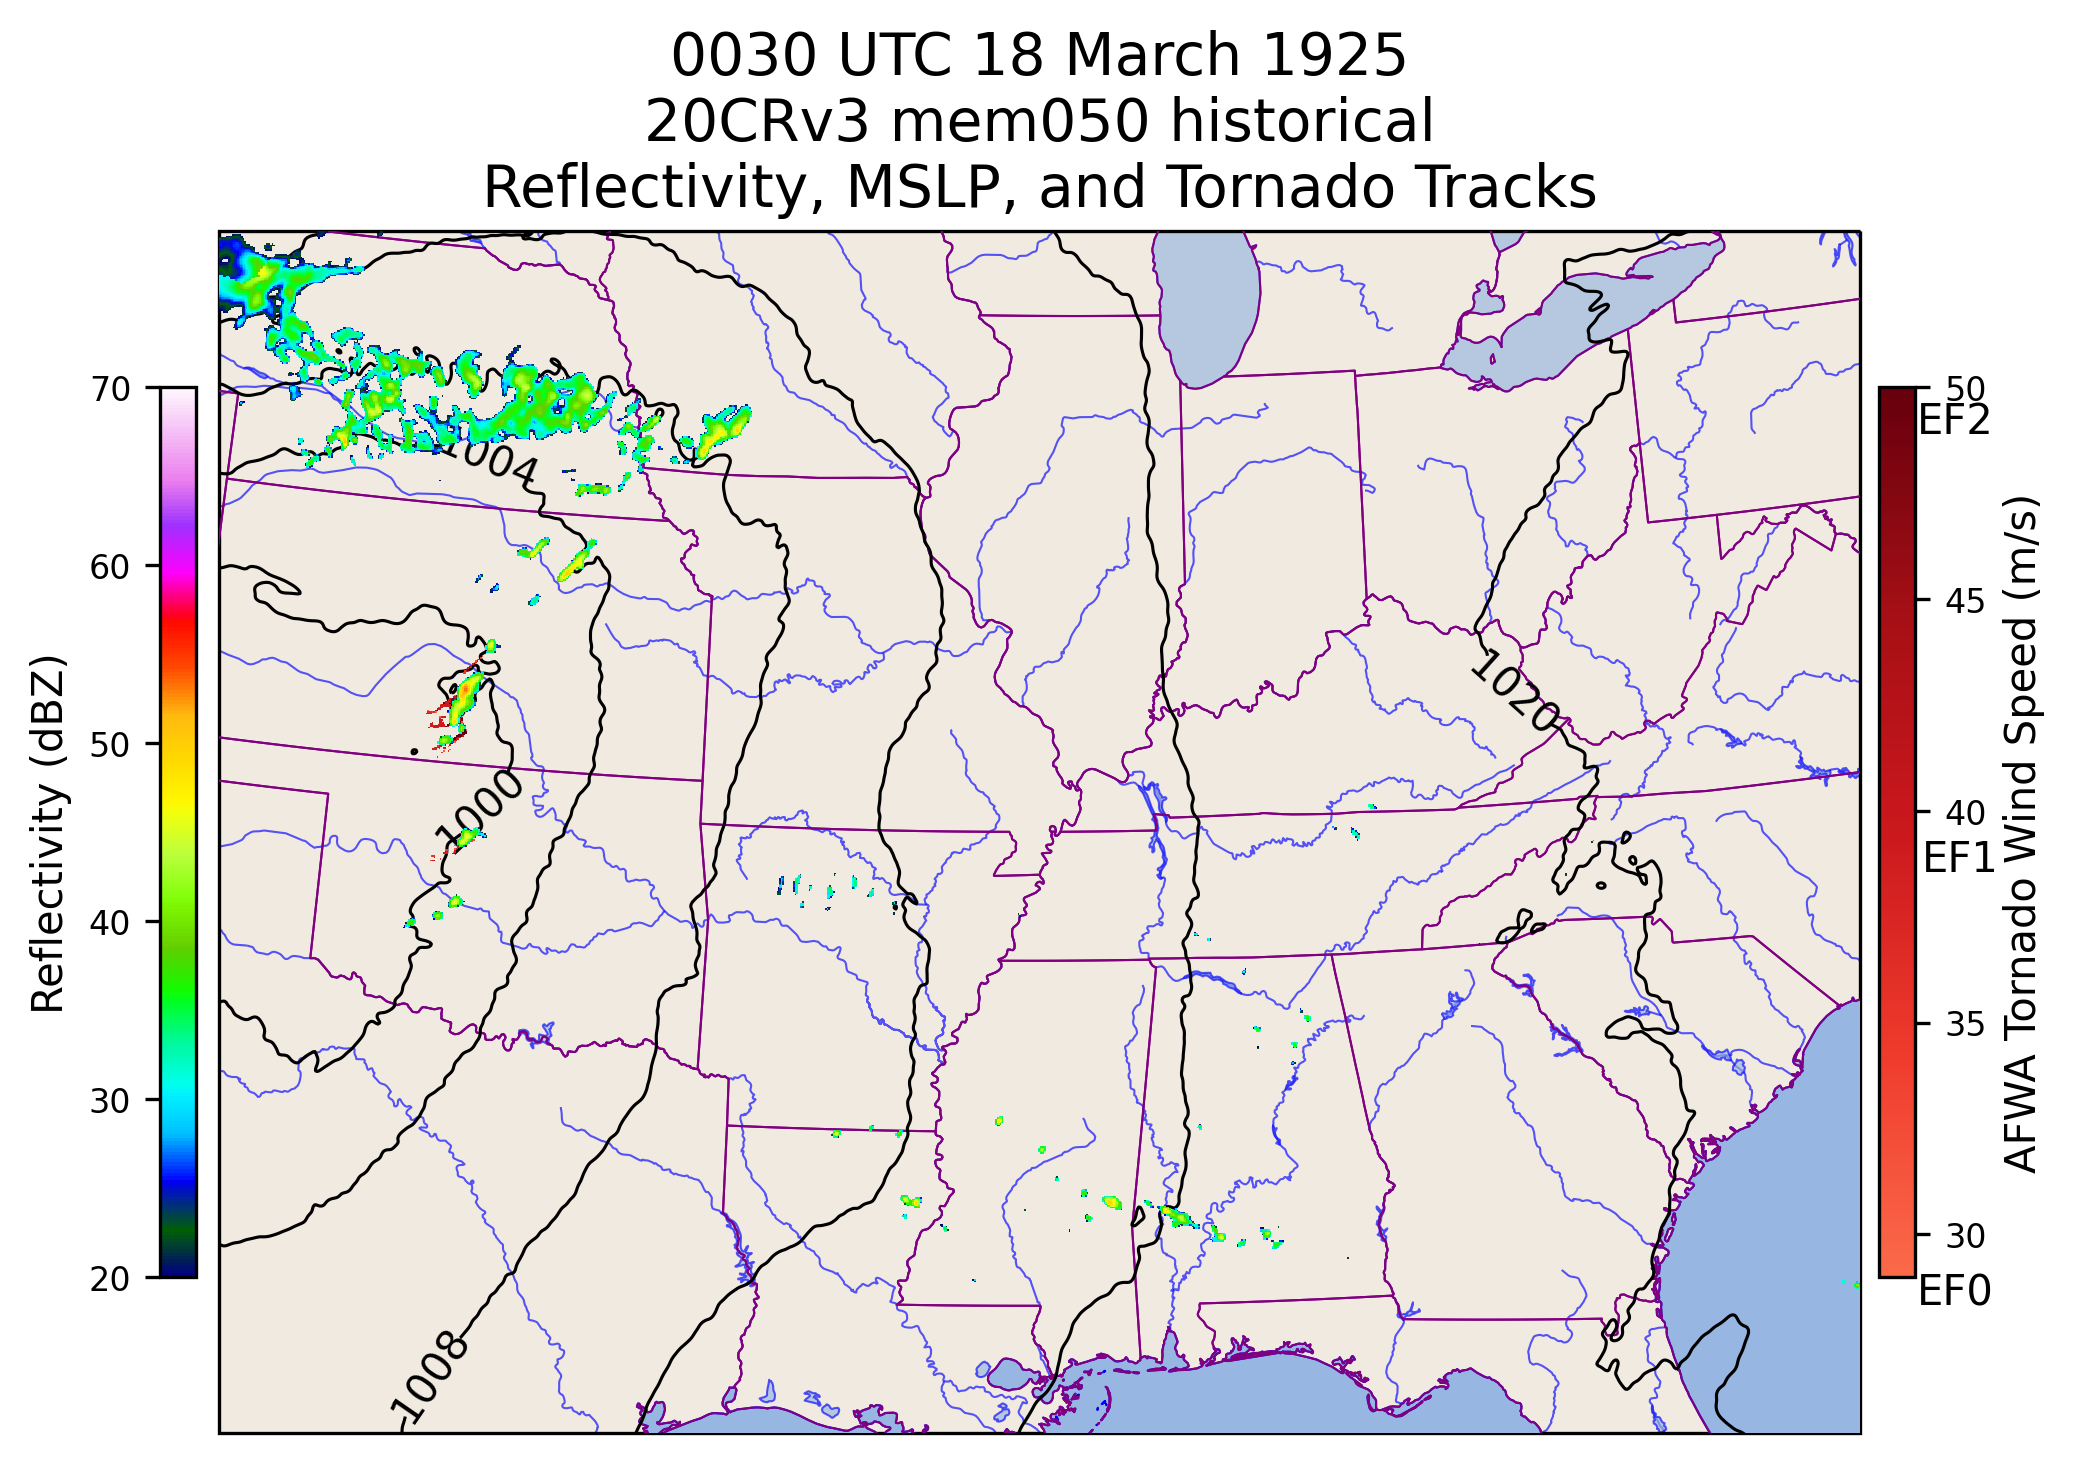 0030 UTC 18 March 1925
20CRv3 mem050 historical
Reflectivity, MSLP, and Tornado Tracks
70
60
50
40
30
20
Reflectivity (dBZ)
1004
1000
1008
1020
50
EF2
45
40
EF1
35
30
EF0
AFWA Tornado Wind Speed (m/s)